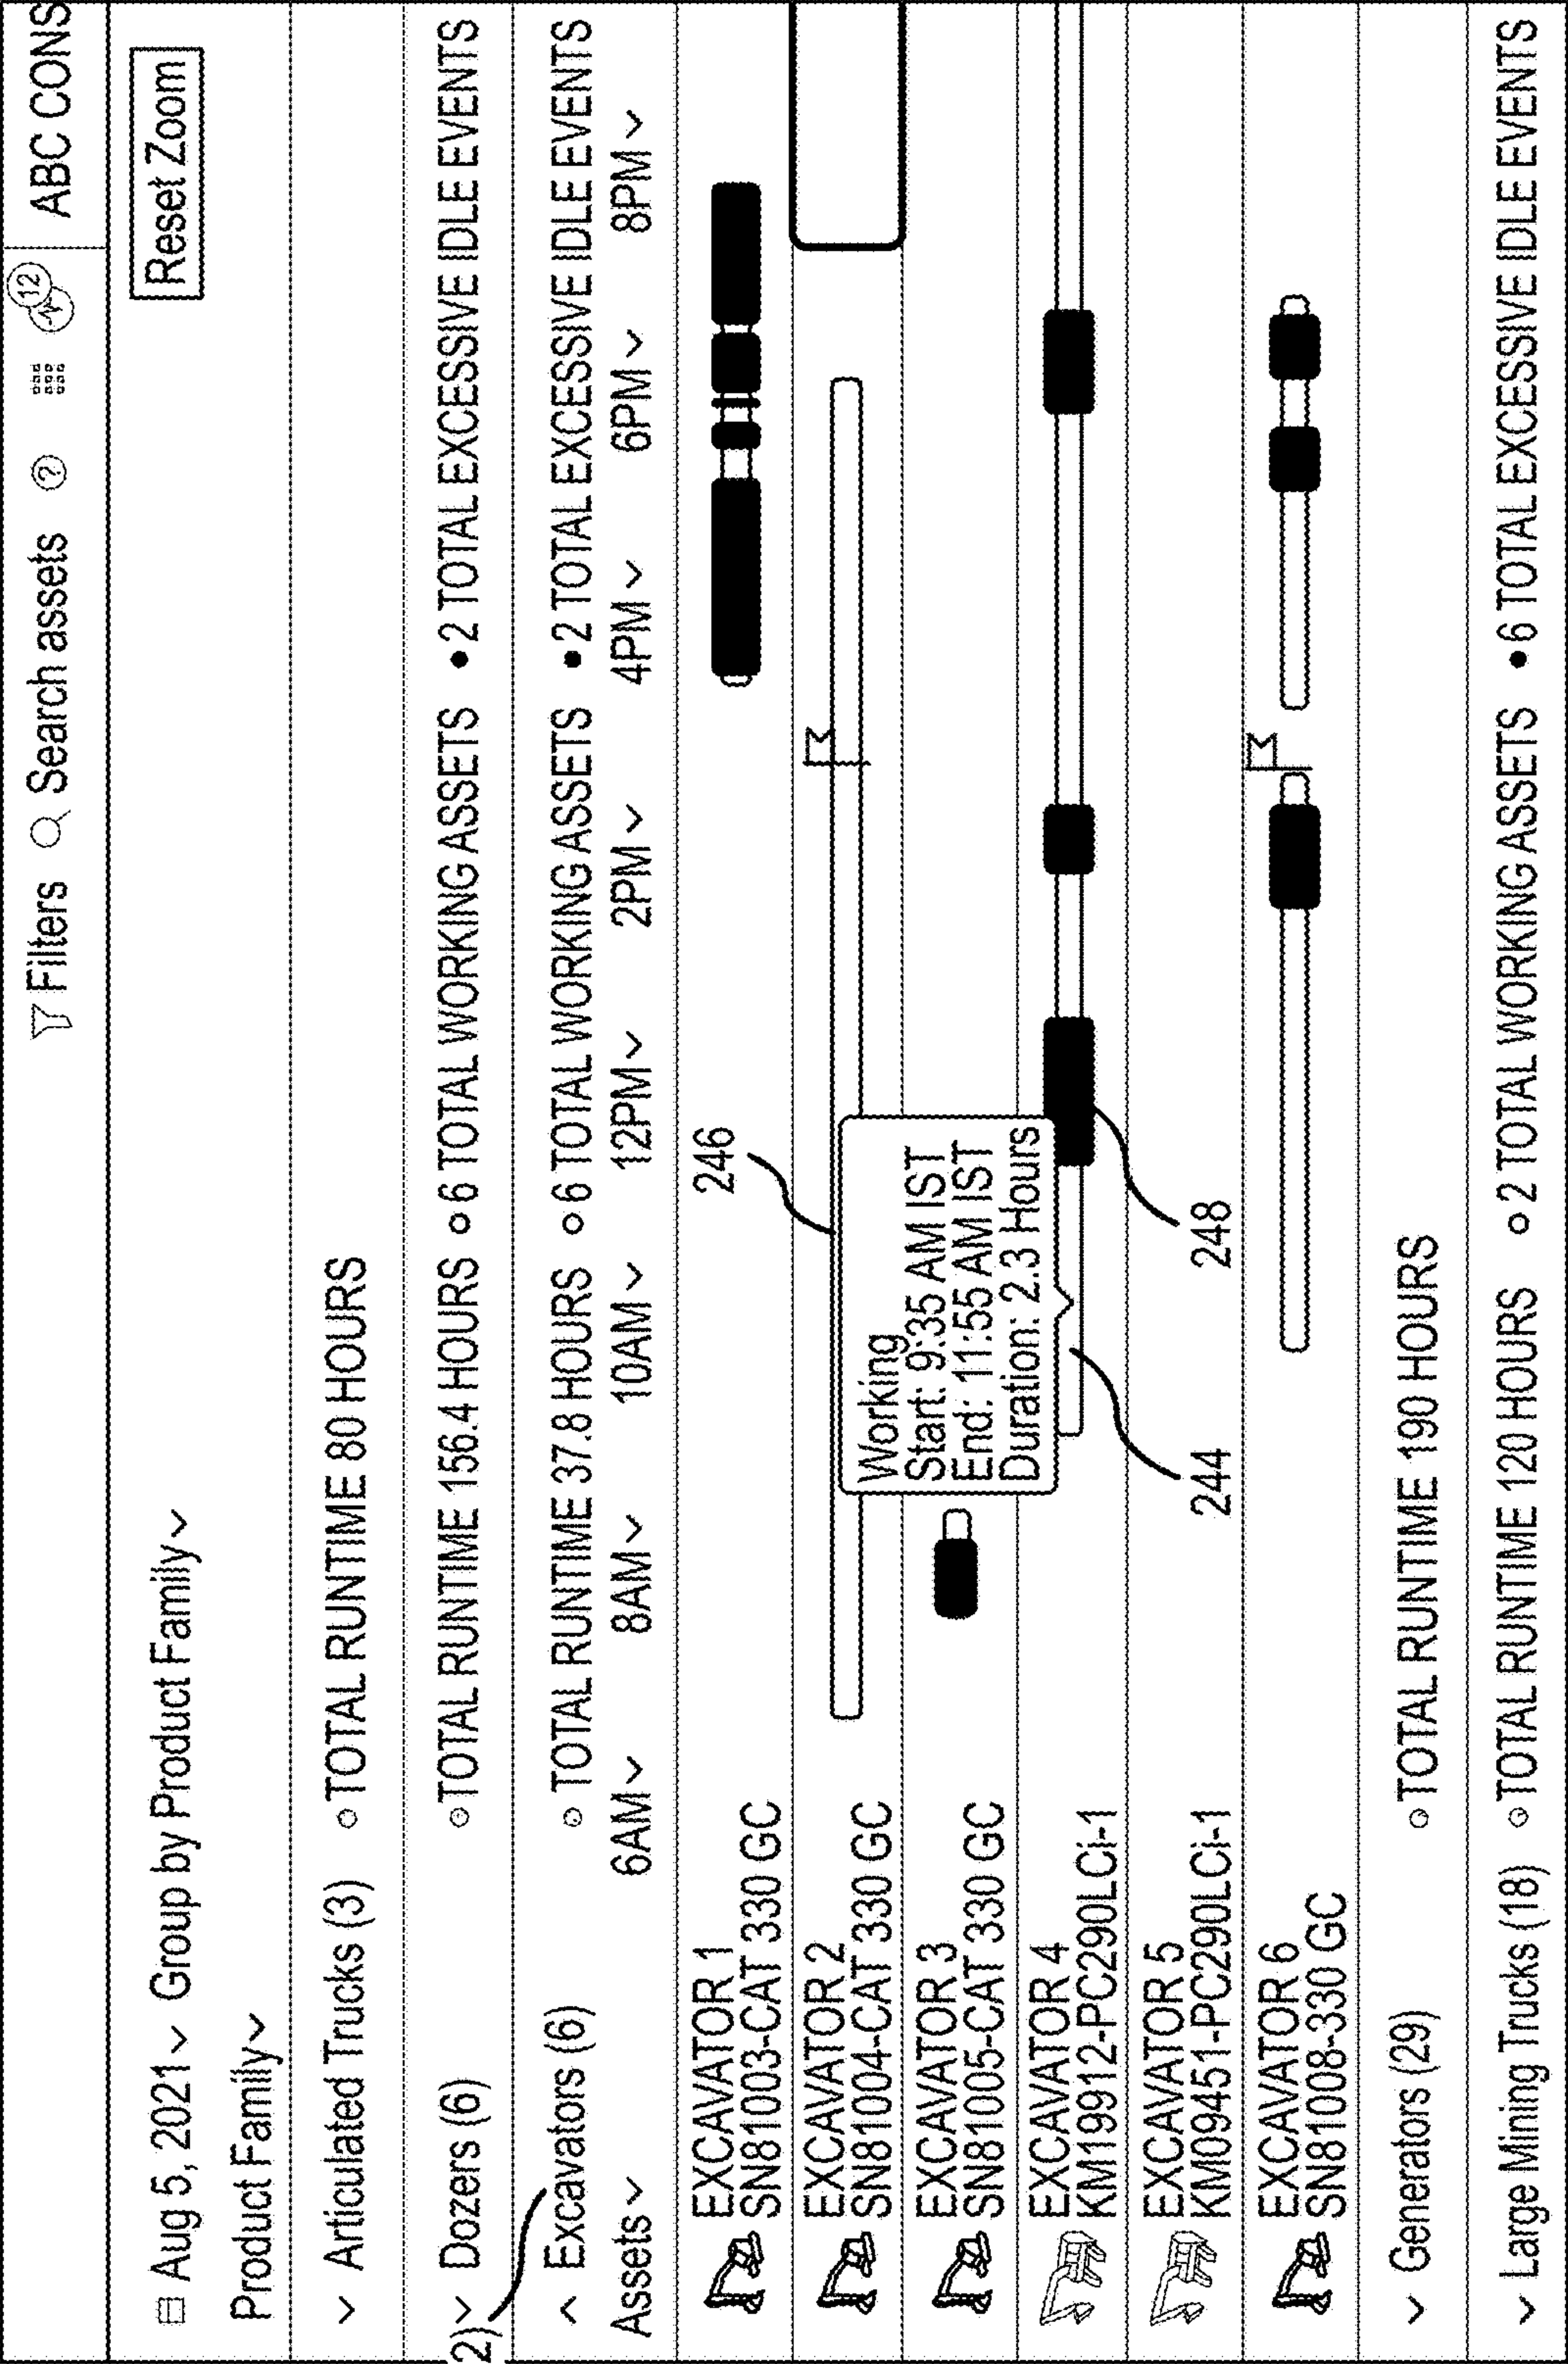 Filters Search assets ? 12 ABC CONS
Aug 5, 2021 Group by Product Family Reset Zoom
Product Family
Articulated Trucks (3) TOTAL RUNTIME 80 HOURS
Dozers (6) TOTAL RUNTIME 156.4 HOURS 6 TOTAL WORKING ASSETS •2 TOTAL EXCESSIVE IDLE EVENTS
2)
Excavators (6) TOTAL RUNTIME 37.8 HOURS 6 TOTAL WORKING ASSETS •2 TOTAL EXCESSIVE IDLE EVENTS
Assets 6AM 8AM 10AM 12PM 2PM 4PM 6PM 8PM
EXCAVATOR 1
SN81003-CAT 330 GC
246
EXCAVATOR 2
SN81004-CAT 330 GC
Working
Start: 9:35 AM IST
End: 11:55 AM IST
Duration: 2.3 Hours
EXCAVATOR 3
SN81005-CAT 330 GC
EXCAVATOR 4
KM19912-PC290LCi-1
EXCAVATOR 5
KM09451-PC290LCi-1
244 248
EXCAVATOR 6
SN81008-330 GC
Generators (29) TOTAL RUNTIME 190 HOURS
Large Mining Trucks (18) TOTAL RUNTIME 120 HOURS 2 TOTAL WORKING ASSETS •6 TOTAL EXCESSIVE IDLE EVENTS